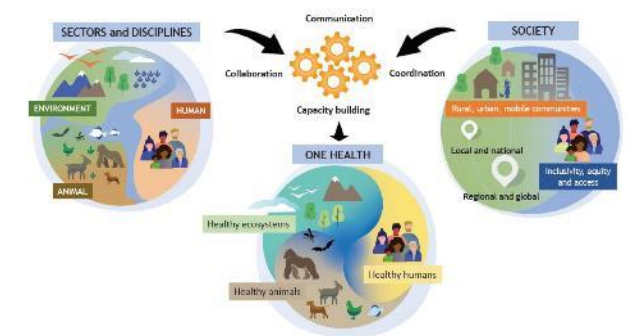 Communication
SECTORS and DISCIPLINES
SOCIETY
Collaboration
Coordination
ENVIRONMENT
HUMAN
Capacity building
Rural, urban, mobile communities
Local and national
ONE HEALTH
Inclusivity, equity
and access
ANIMAL
Regional and global
Healthy ecosystems
Healthy humans
Healthy animals